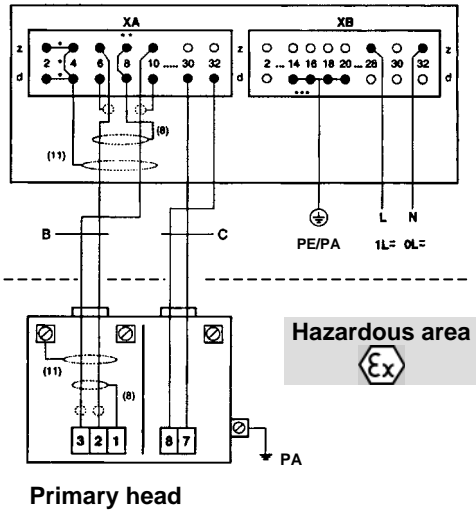 XA XB
* *
z z z
2 * 4 6 8 10 ..... 30 32 2 ... 14 16 18 20 ... 28 30 32
d * d d
* * *
(8)
(11)
L N
B C PE/PA 1L= 0L=
Hazardous area
εx
(11)
(8)
3 2 1 8 7
PA
Primary head